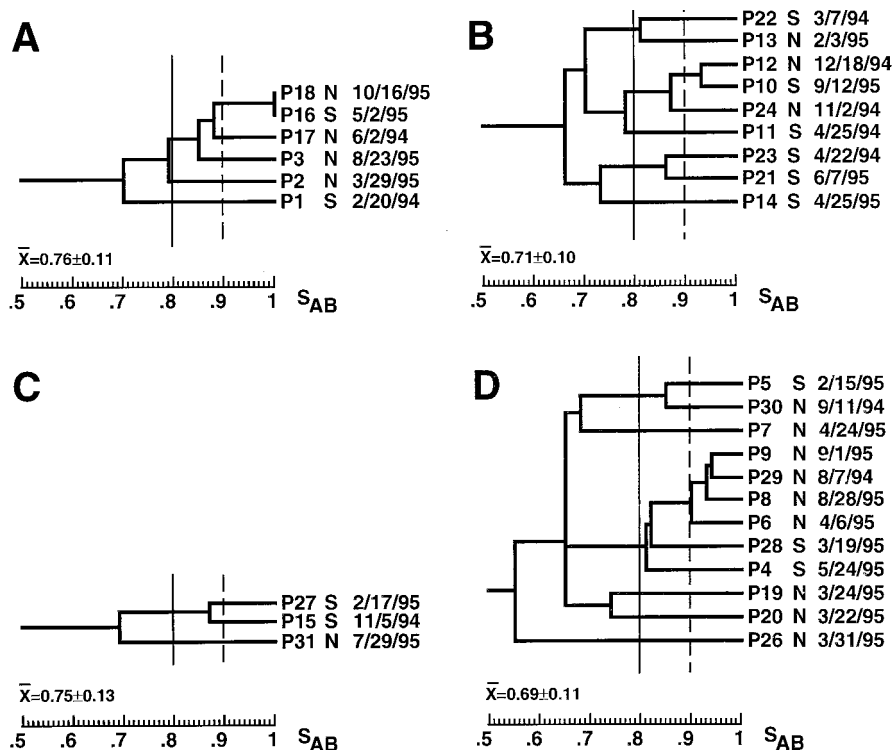 A
P18 N 10/16/95
P16 S 5/2/95
P17 N 6/2/94
P3 N 8/23/95
P2 N 3/29/95
P1 S 2/20/94
X̅=0.76±0.11
.5 .6 .7 .8 .9 1 S_AB
B
P22 S 3/7/94
P13 N 2/3/95
P12 N 12/18/94
P10 S 9/12/95
P24 N 11/2/94
P11 S 4/25/94
P23 S 4/22/94
P21 S 6/7/95
P14 S 4/25/95
X̅=0.71±0.10
.5 .6 .7 .8 .9 1 S_AB
C
P27 S 2/17/95
P15 S 11/5/94
P31 N 7/29/95
X̅=0.75±0.13
.5 .6 .7 .8 .9 1 S_AB
D
P5 S 2/15/95
P30 N 9/11/94
P7 N 4/24/95
P9 N 9/1/95
P29 N 8/7/94
P8 N 8/28/95
P6 N 4/6/95
P28 S 3/19/95
P4 S 5/24/95
P19 N 3/24/95
P20 N 3/22/95
P26 N 3/31/95
X̅=0.69±0.11
.5 .6 .7 .8 .9 1 S_AB